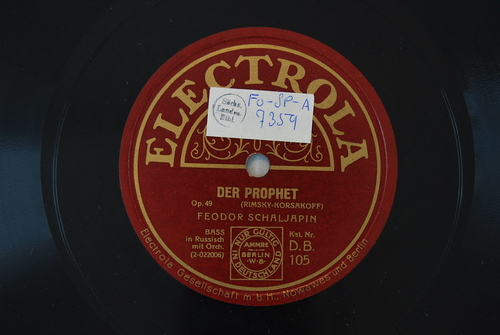 ELECTROLA
Sächs.
Landes-
Bibl.
FO-SP-A
7359
DER PROPHET
Op. 49 (RIMSKY-KORSAKOFF)
FEODOR SCHALJAPIN
BASS
in Russisch
mit Orch.
(2-022006)
NUR GÜLTIG
AMMRE
BERLIN
W·8
IN DEUTSCHLAND
Kat. Nr.
D.B.
105
Electrola Gesellschaft m.b.H., Nowawes und Berlin